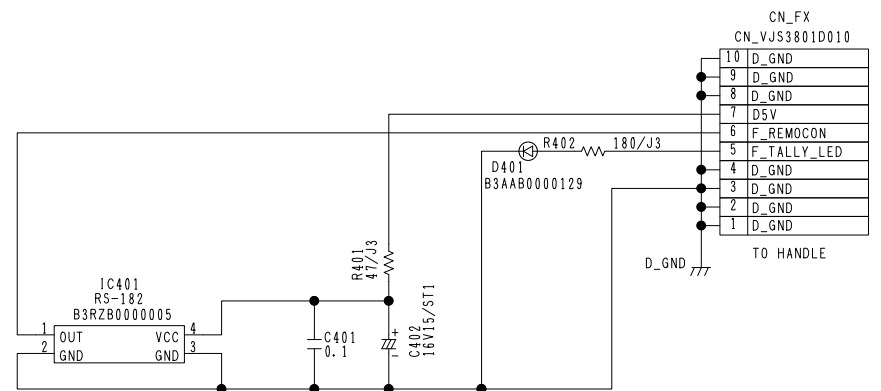 CN_FX
CN_VJS3801D010
10 D_GND
9 D_GND
8 D_GND
7 D5V
6 F_REMOCON
5 F_TALLY_LED
4 D_GND
3 D_GND
2 D_GND
1 D_GND
TO HANDLE
D_GND
R402 180/J3
D401
B3AAB0000129
R401
47/J3
IC401
RS-182
B3RZB0000005
1 OUT VCC 4
2 GND GND 3
C401
0.1
+
-
C402
16V15/ST1